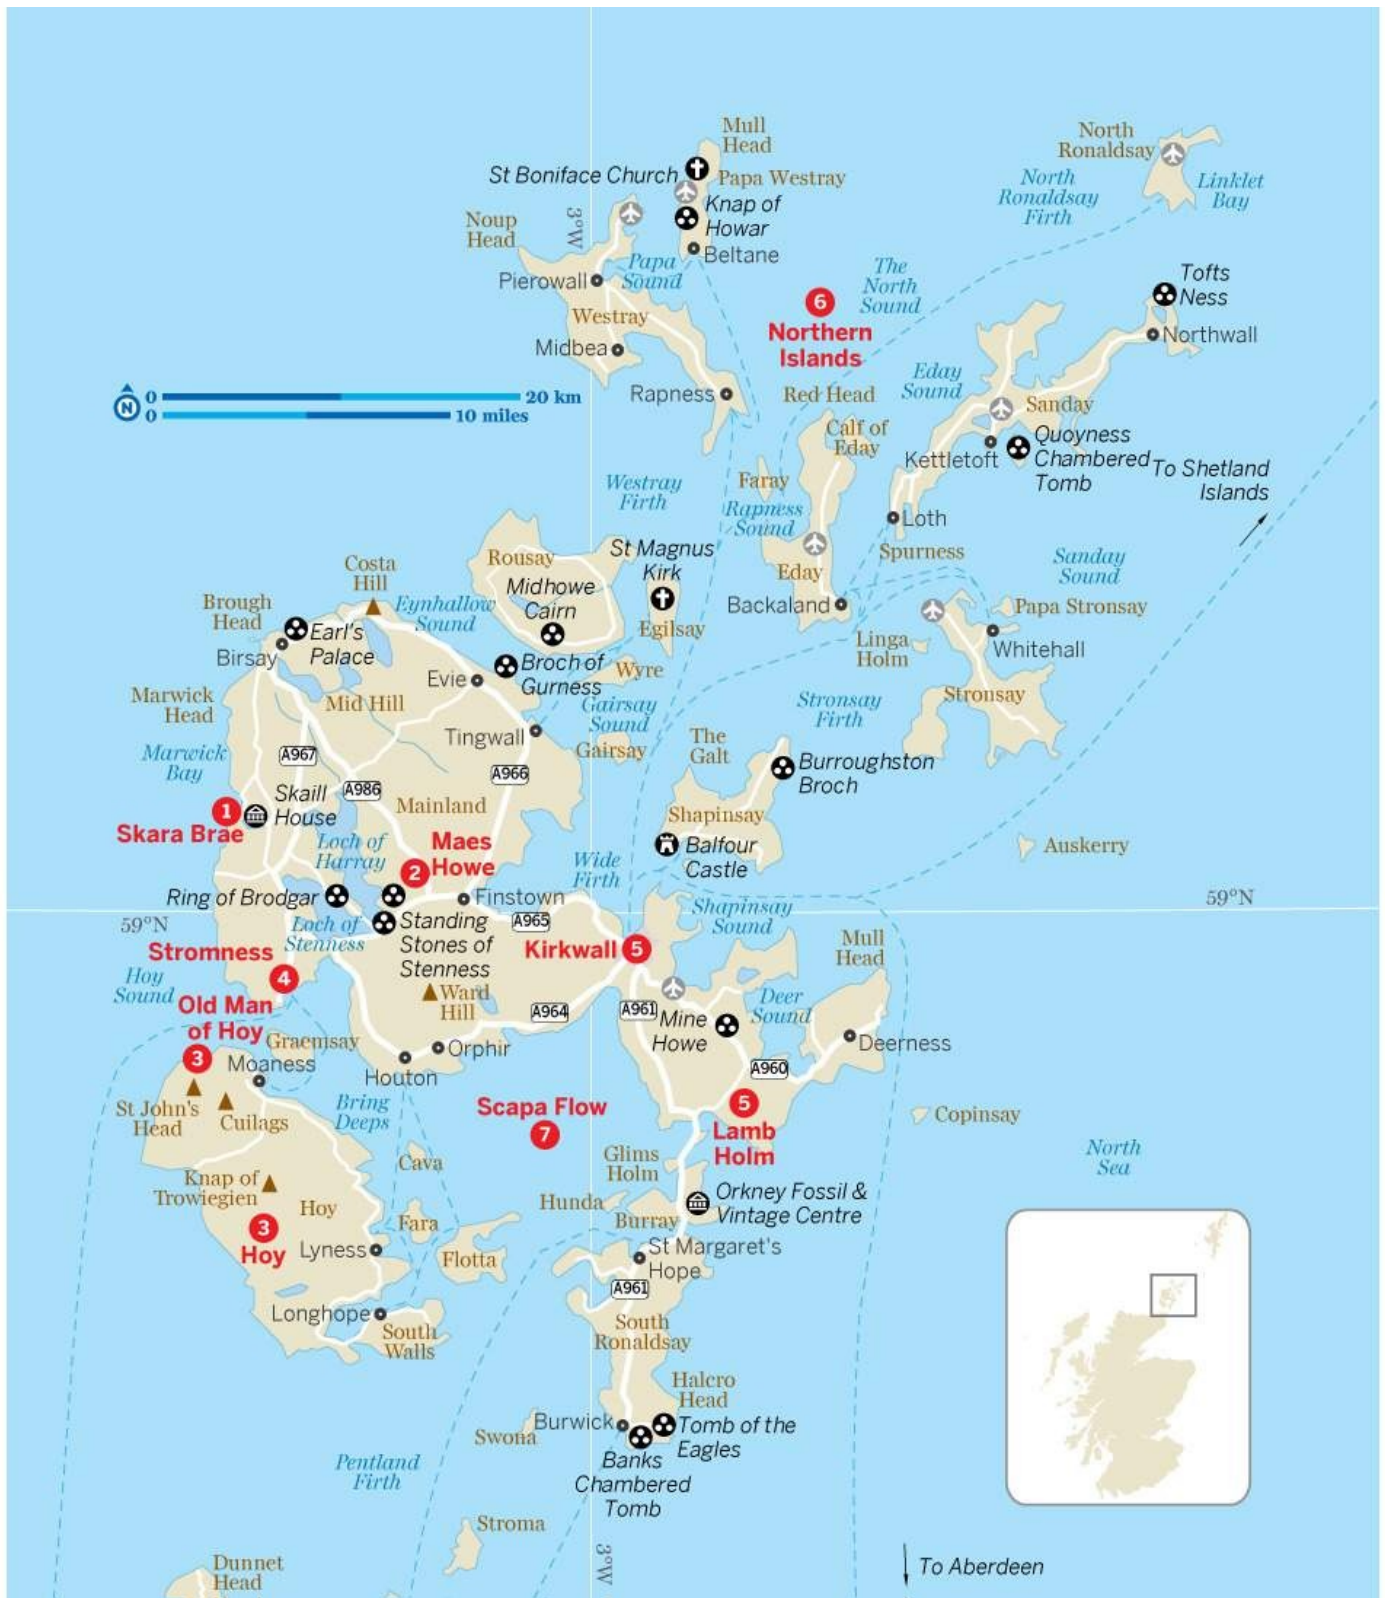 Mull
Head
St Boniface Church
Papa Westray
Knap of
Howar
Beltane
North
Ronaldsay
North
Ronaldsay
Firth
Linklet
Bay
Noup
Head
3°W
Papa
Sound
Pierowall
Westray
Midbea
Rapness
The
North
Sound
6
Northern
Islands
Tofts
Ness
Northwall
0
20 km
N
0
10 miles
Red Head
Eday
Sound
Calf of
Eday
Sanday
Kettletoft
Quoyness
Chambered
Tomb
To Shetland
Islands
Westray
Firth
Faray
Rapness
Sound
Loth
Spurness
Sanday
Sound
Eday
Backaland
Papa Stronsay
Linga
Holm
Whitehall
Stronsay
Stronsay
Firth
Rousay
Midhowe
Cairn
St Magnus
Kirk
Egilsay
Costa
Hill
Eynhallow
Sound
Brough
Head
Earl's
Palace
Birsay
Evie
Broch of
Gurness
Wyre
Marwick
Head
Mid Hill
Gairsay
Sound
Gairsay
Tingwall
Marwick
Bay
A967
A986
A966
The
Galt
Burroughston
Broch
Shapinsay
Balfour
Castle
Auskerry
1
Skara Brae
Skaill
House
Mainland
Loch of
Harray
Maes
Howe
2
Wide
Firth
Ring of Brodgar
Finstown
59°N
59°N
Loch of
Stenness
Standing
Stones of
Stenness
A965
Shapinsay
Sound
Kirkwall
5
Mull
Head
Stromness
4
Hoy
Sound
Ward
Hill
A964
A961
Mine
Howe
Deer
Sound
Deerness
A960
Old Man
of Hoy
3
Graemsay
Moaness
Orphir
Houton
St John's
Head
Cuilags
Bring
Deeps
Scapa Flow
7
5
Lamb
Holm
Copinsay
North
Sea
Knap of
Trowiegien
Cava
Glims
Holm
Hoy
3
Hoy
Fara
Hunda
Burray
Orkney Fossil &
Vintage Centre
Lyness
Flotta
St Margaret's
Hope
A961
Longhope
South
Walls
South
Ronaldsay
Halcro
Head
Burwick
Tomb of the
Eagles
Swona
Banks
Chambered
Tomb
Pentland
Firth
Stroma
3°W
Dunnet
Head
To Aberdeen